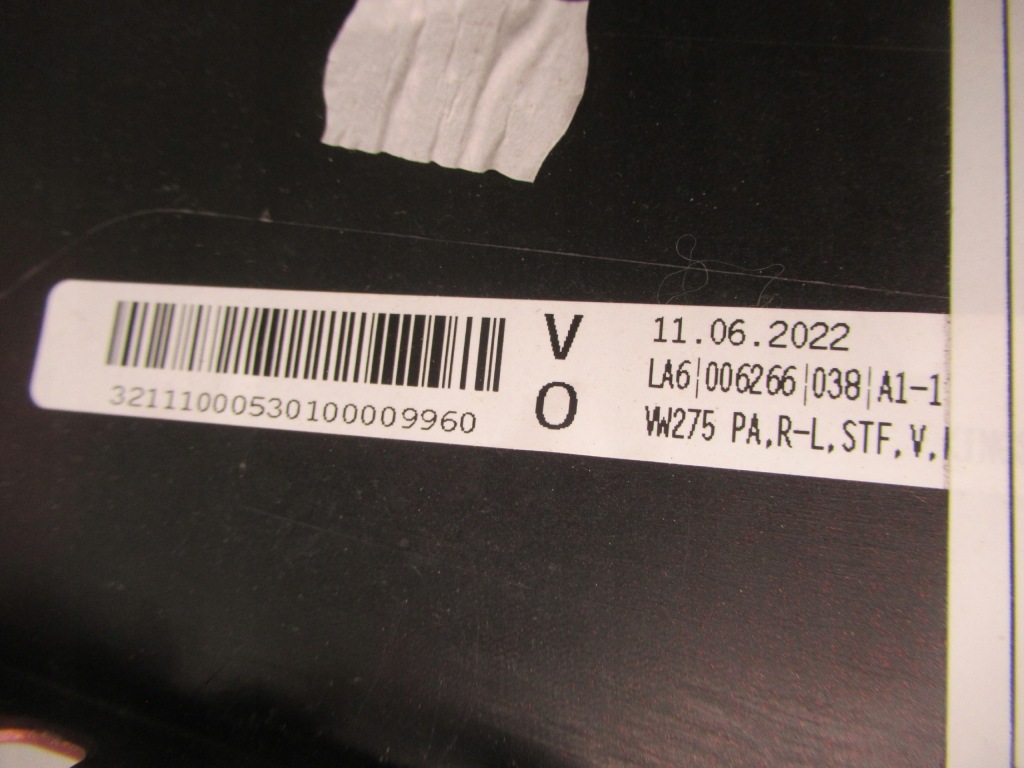 32111000530100009960
V
O
11.06.2022
LA6|006266|038|A1-1
VW275 PA,R-L,STF,V,